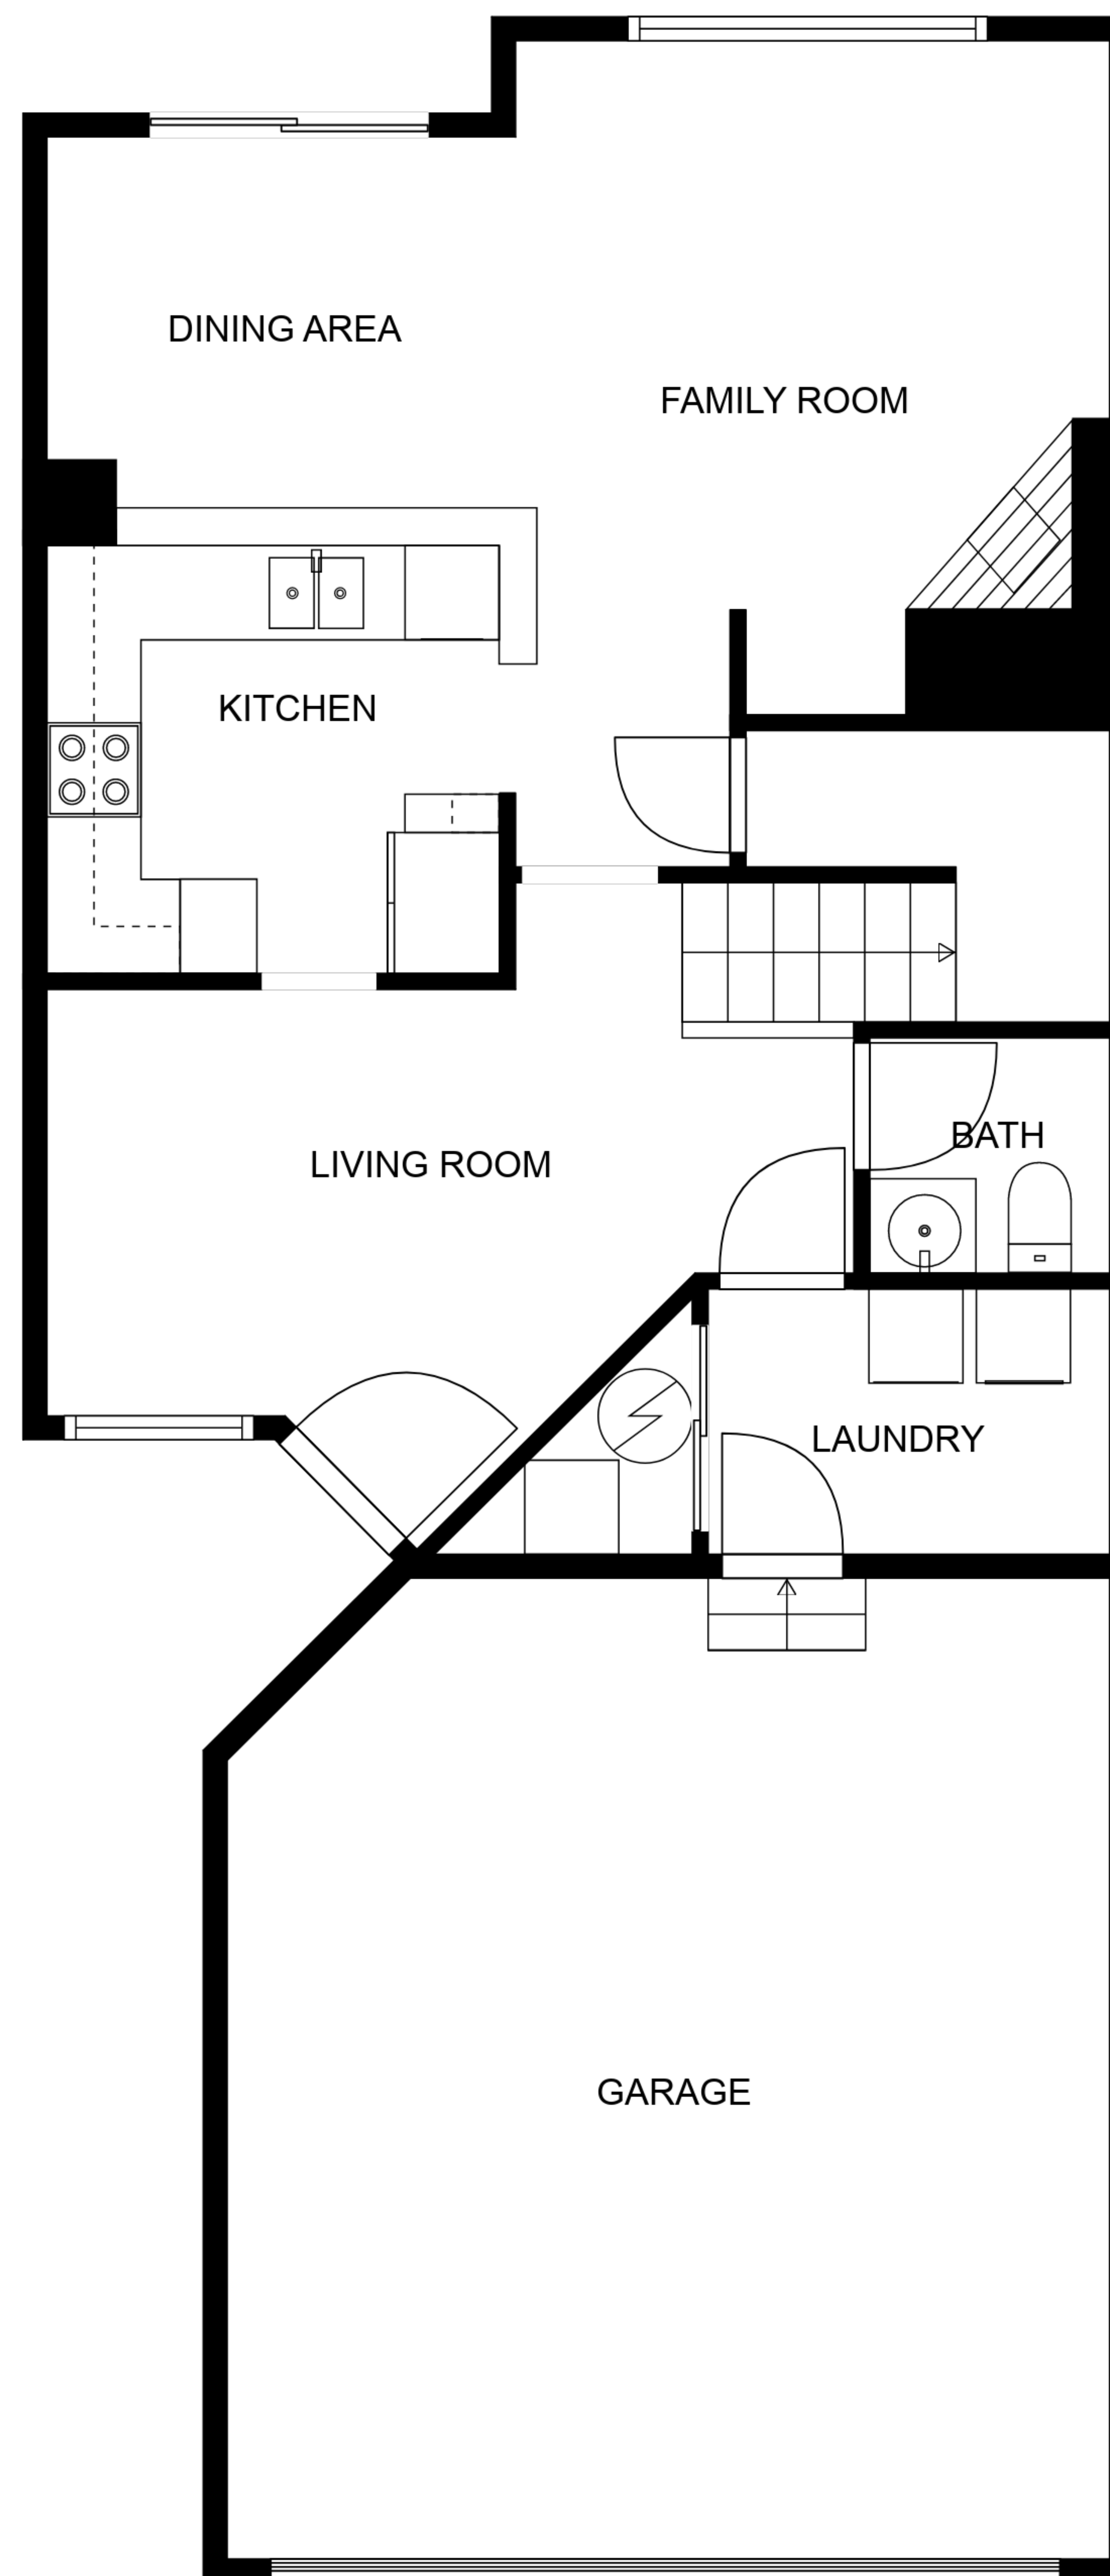 DINING AREA
FAMILY ROOM
KITCHEN
BATH
LIVING ROOM
LAUNDRY
GARAGE